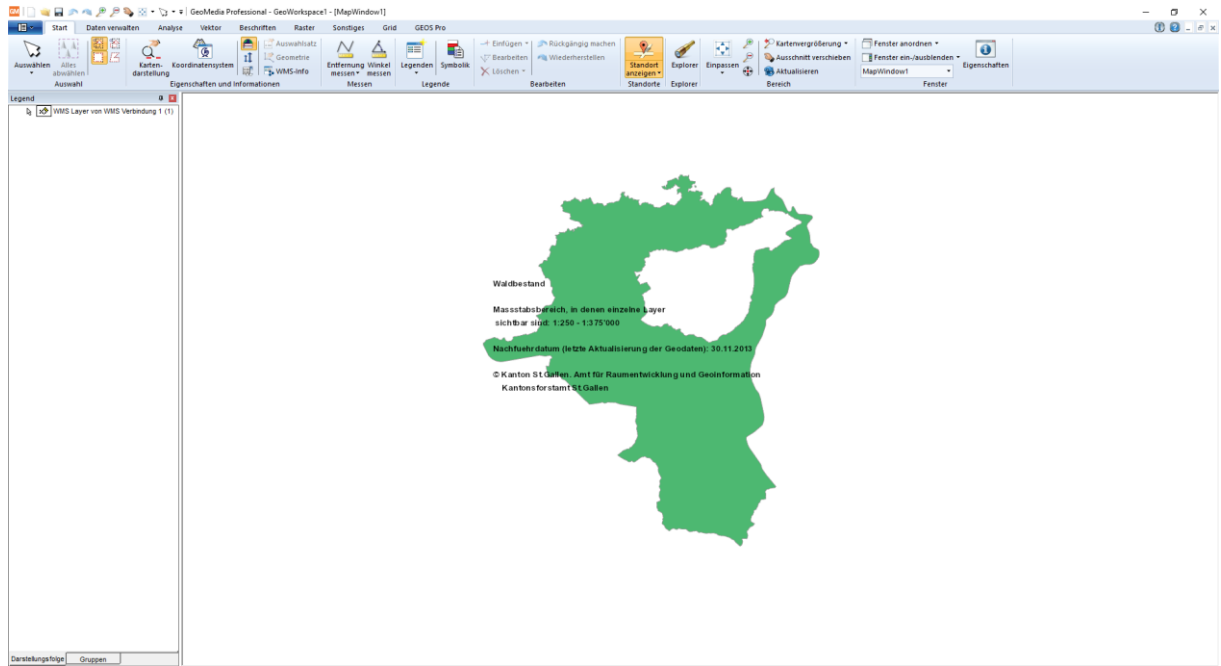 GeoMedia Professional - GeoWorkspace1 - [MapWindow1]
Start Daten verwalten Analyse Vektor Beschriften Raster Sonstiges Grid GEOS Pro
Auswählen
Alles
abwählen
Auswahl
Karten-
darstellung
Koordinatensystem
Auswahlsatz
Geometrie
WMS-Info
Eigenschaften und Informationen
Entfernung
messen
Winkel
messen
Messen
Legenden
Symbolik
Legende
Einfügen
Bearbeiten
Löschen
Rückgängig machen
Wiederherstellen
Bearbeiten
Standort
anzeigen
Standorte
Explorer
Explorer
Einpassen
Kartenvergrößerung
Ausschnitt verschieben
Aktualisieren
Bereich
Fenster anordnen
Fenster ein-/ausblenden
MapWindow1
Eigenschaften
Fenster
Legend
WMS Layer von WMS Verbindung 1 (1)
Waldbestand
Massstabsbereich, in denen einzelne Layer
sichtbar sind: 1:250 - 1:375'000
Nachfuehrdatum (letzte Aktualisierung der Geodaten): 30.11.2013
© Kanton St.Gallen. Amt für Raumentwicklung und Geoinformation
Kantonsforstamt St.Gallen
Darstellungsfolge Gruppen